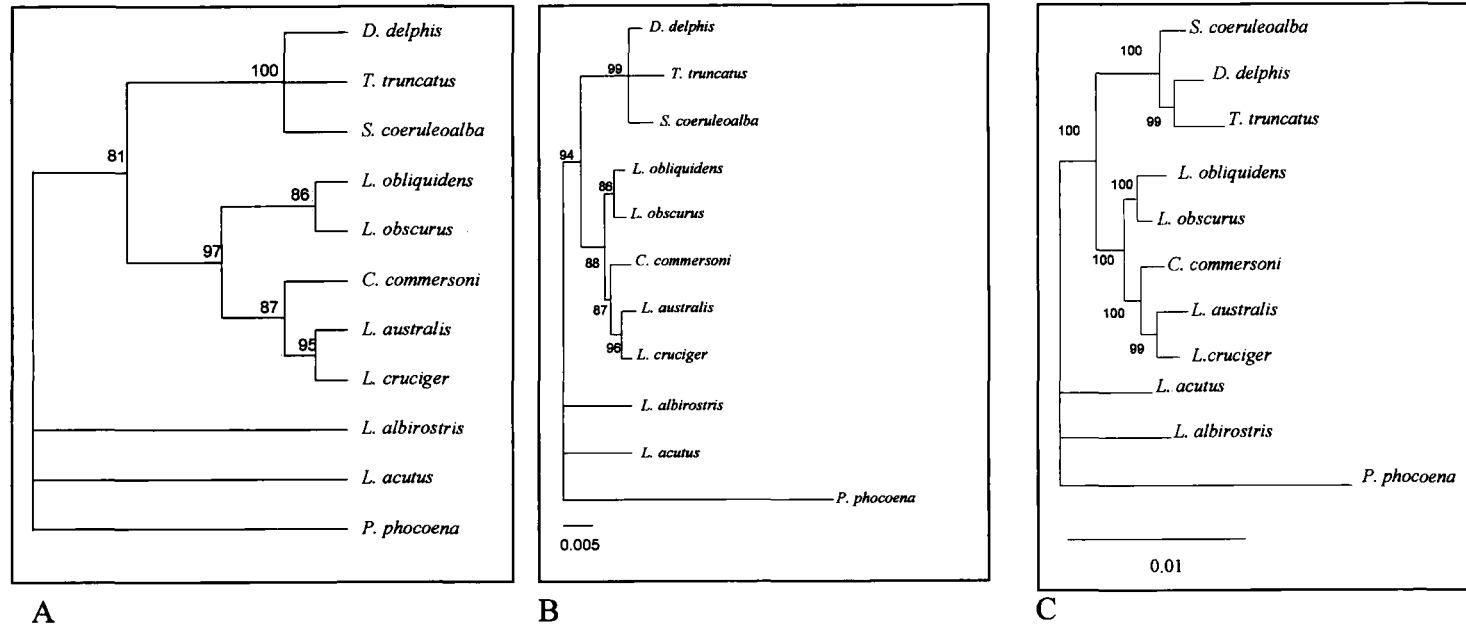 D. delphis
100
T. truncatus
S. coeruleoalba
81
L. obliquidens
86
L. obscurus
97
C. commersoni
87
L. australis
95
L. cruciger
L. albirostris
L. acutus
P. phocoena
A
D. delphis
99
T. truncatus
S. coeruleoalba
94
L. obliquidens
88
L. obscurus
88
C. commersoni
87
L. australis
96
L. cruciger
L. albirostris
L. acutus
P. phocoena
0.005
B
S. coeruleoalba
100
D. delphis
99
T. truncatus
100
L. obliquidens
100
L. obscurus
100
C. commersoni
100
L. australis
99
L.cruciger
L. acutus
L. albirostris
P. phocoena
0.01
C